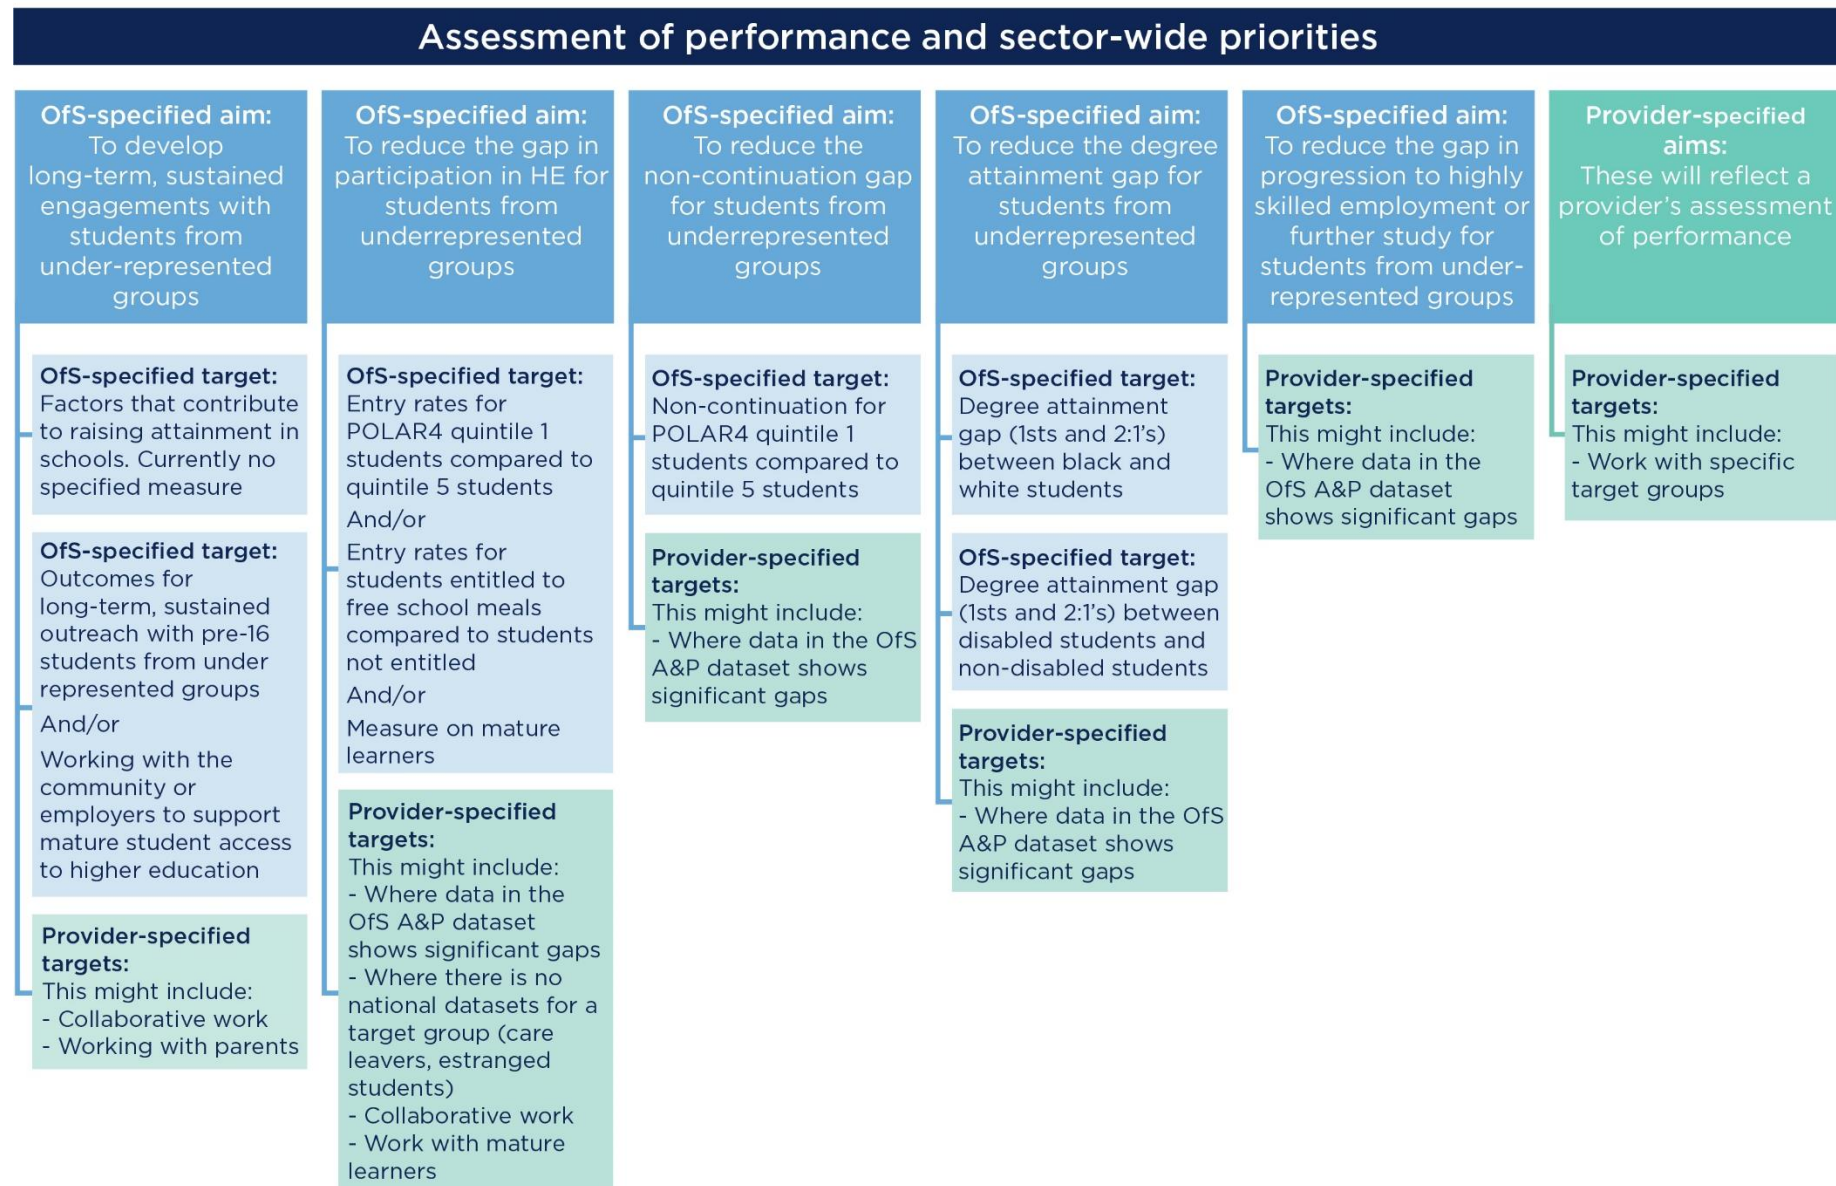 Assessment of performance and sector-wide priorities
OfS-specified aim:
To develop
long-term, sustained
engagements with
students from
under-represented
groups
OfS-specified target:
Factors that contribute
to raising attainment in
schools. Currently no
specified measure
OfS-specified target:
Outcomes for
long-term, sustained
outreach with pre-16
students from under
represented groups
And/or
Working with the
community or
employers to support
mature student access
to higher education
Provider-specified
targets:
This might include:
- Collaborative work
- Working with parents
OfS-specified aim:
To reduce the gap in
participation in HE for
students from
underrepresented
groups
OfS-specified target:
Entry rates for
POLAR4 quintile 1
students compared to
quintile 5 students
And/or
Entry rates for
students entitled to
free school meals
compared to students
not entitled
And/or
Measure on mature
learners
Provider-specified
targets:
This might include:
- Where data in the
OfS A&P dataset
shows significant gaps
- Where there is no
national datasets for a
target group (care
leavers, estranged
students)
- Collaborative work
- Work with mature
learners
OfS-specified aim:
To reduce the
non-continuation gap
for students from
underrepresented
groups
OfS-specified target:
Non-continuation for
POLAR4 quintile 1
students compared to
quintile 5 students
Provider-specified
targets:
This might include:
- Where data in the OfS
A&P dataset shows
significant gaps
OfS-specified aim:
To reduce the degree
attainment gap for
students from
underrepresented
groups
OfS-specified target:
Degree attainment
gap (1sts and 2:1's)
between black and
white students
OfS-specified target:
Degree attainment gap
(1sts and 2:1's) between
disabled students and
non-disabled students
Provider-specified
targets:
This might include:
- Where data in the OfS
A&P dataset shows
significant gaps
OfS-specified aim:
To reduce the gap in
progression to highly
skilled employment or
further study for
students from under-
represented groups
Provider-specified
targets:
This might include:
- Where data in the
OfS A&P dataset
shows significant gaps
Provider-specified
aims:
These will reflect a
provider's assessment
of performance
Provider-specified
targets:
This might include:
- Work with specific
target groups